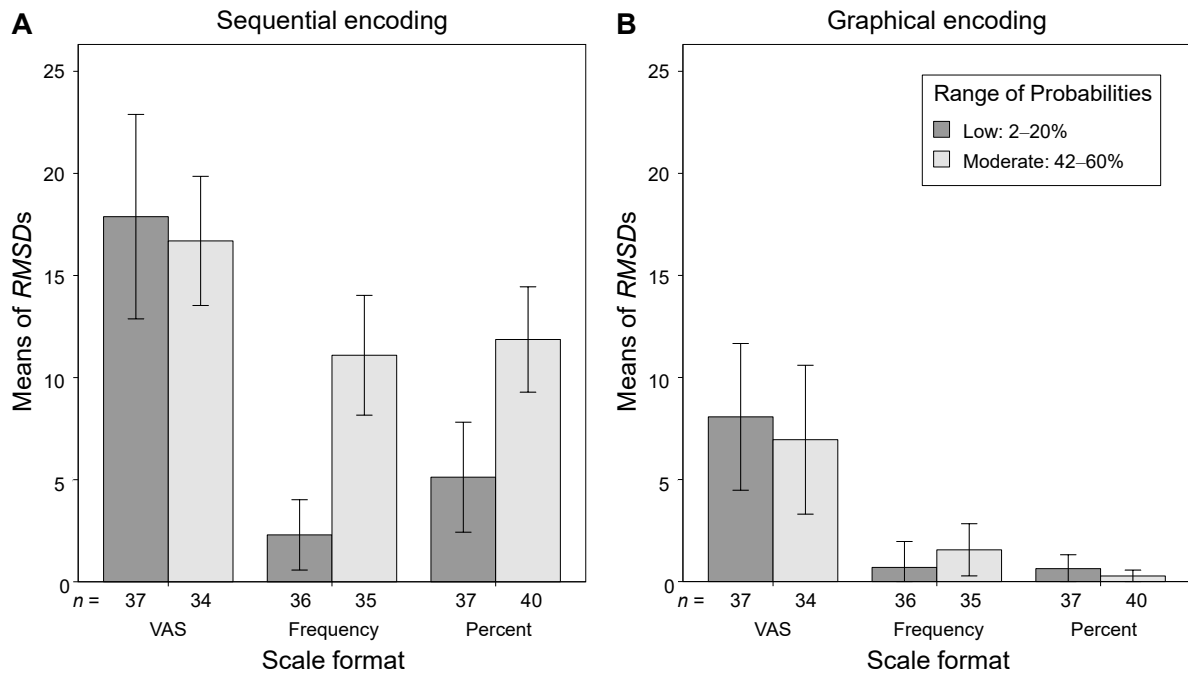 A
Sequential encoding
Means of RMSDs
25
20
15
10
5
0
n = 37 34 36 35 37 40
VAS Frequency Percent
Scale format
B
Graphical encoding
Means of RMSDs
25
20
15
10
5
0
Range of Probabilities
Low: 2–20%
Moderate: 42–60%
n = 37 34 36 35 37 40
VAS Frequency Percent
Scale format